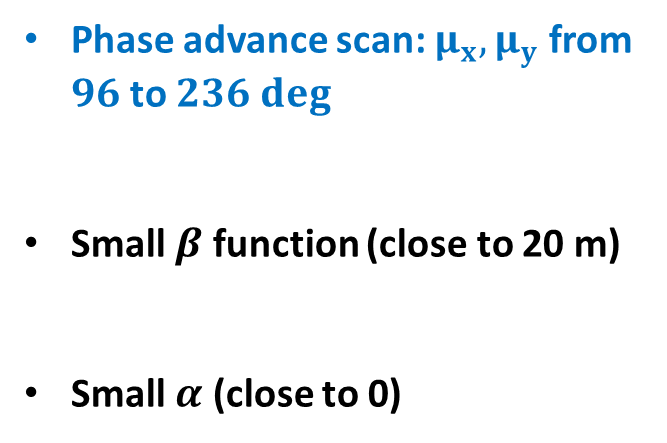 • Phase advance scan: μx, μy from
96 to 236 deg
• Small β function (close to 20 m)
• Small α (close to 0)